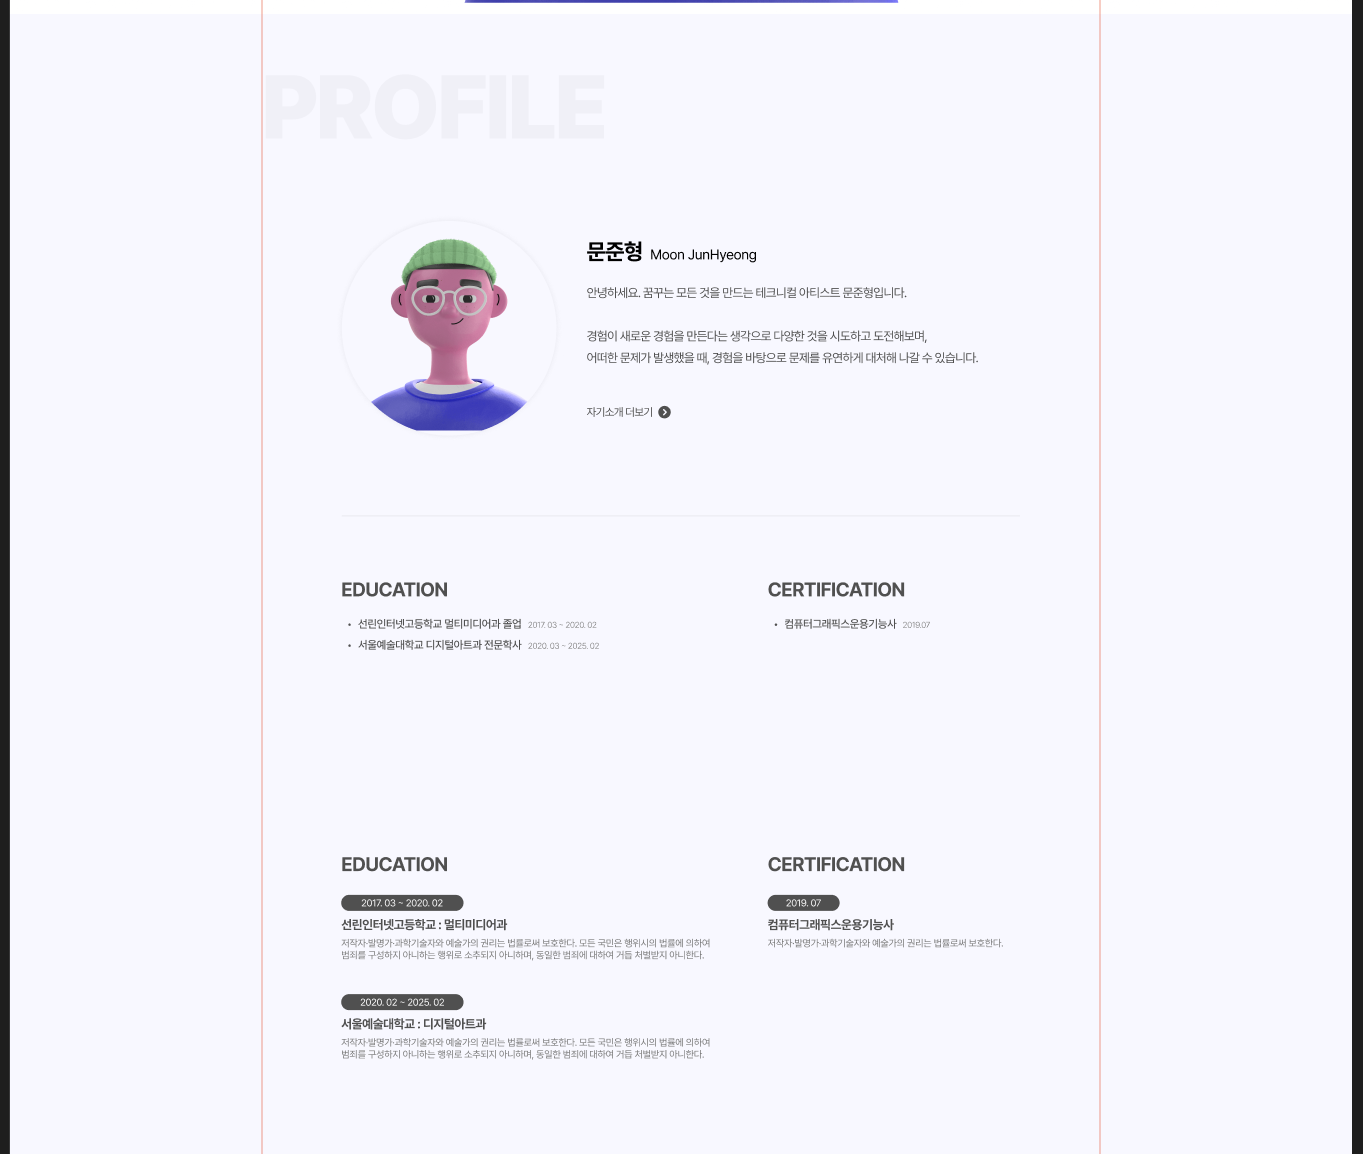 PROFILE
문준형 Moon JunHyeong
안녕하세요. 꿈꾸는 모든 것을 만드는 테크니컬 아티스트 문준형입니다.
경험이 새로운 경험을 만든다는 생각으로 다양한 것을 시도하고 도전해보며,
어떠한 문제가 발생했을 때, 경험을 바탕으로 문제를 유연하게 대처해 나갈 수 있습니다.
자기소개 더보기
EDUCATION
선린인터넷고등학교 멀티미디어과 졸업 2017. 03 ~ 2020. 02
서울예술대학교 디지털아트과 전문학사 2020. 03 ~ 2025. 02
CERTIFICATION
컴퓨터그래픽스운용기능사 2019.07
EDUCATION
2017. 03 ~ 2020. 02
선린인터넷고등학교 : 멀티미디어과
저작자·발명가·과학기술자와 예술가의 권리는 법률로써 보호한다. 모든 국민은 행위시의 법률에 의하여
범죄를 구성하지 아니하는 행위로 소추되지 아니하며, 동일한 범죄에 대하여 거듭 처벌받지 아니한다.
2020. 02 ~ 2025. 02
서울예술대학교 : 디지털아트과
저작자·발명가·과학기술자와 예술가의 권리는 법률로써 보호한다. 모든 국민은 행위시의 법률에 의하여
범죄를 구성하지 아니하는 행위로 소추되지 아니하며, 동일한 범죄에 대하여 거듭 처벌받지 아니한다.
CERTIFICATION
2019. 07
컴퓨터그래픽스운용기능사
저작자·발명가·과학기술자와 예술가의 권리는 법률로써 보호한다.